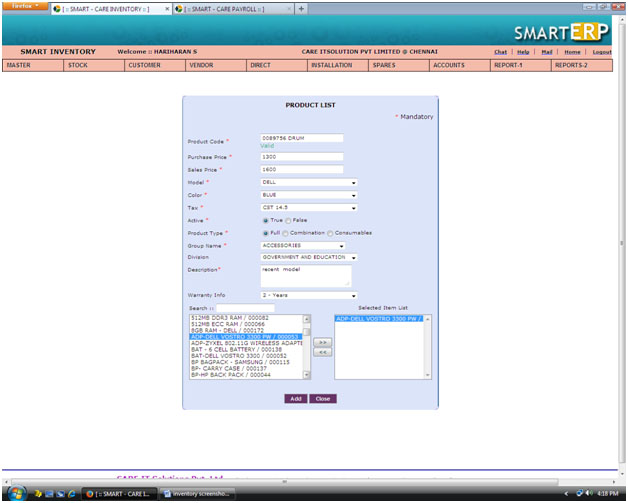 firefox
[ :: SMART - CARE INVENTORY :: ]
[ :: SMART - CARE PAYROLL :: ]
SMARTERP
SMART INVENTORY Welcome :: HARIHARAN S CARE ITSOLUTION PVT LIMITED @ CHENNAI Chat | Help | Mail | Home | Logout
MASTER STOCK CUSTOMER VENDOR DIRECT INSTALLATION SPARES ACCOUNTS REPORT-1 REPORTS-2
PRODUCT LIST
* Mandatory
Product Code * 0089756 DRUM
Valid
Purchase Price * 1300
Sales Price * 1600
Model * DELL
Color * BLUE
Tax * CST 14.5
Active * True False
Product Type * Full Combination Consumables
Group Name * ACCESSORIES
Division GOVERNMENT AND EDUCATION
Description* recent model
Warranty Info 2 - Years
Search :: Selected Item List
512MB DDR3 RAM / 000082
512MB ECC RAM / 000066
8GB RAM - DELL / 000172
ADP-DELL VOSTRO 3300 PW / 000053
ADP-ZYXEL 802.11G WIRELESS ADAPTE
BAT - 6 CELL BATTERY / 000138
BAT-DELL VOSTRO 3300 / 000052
BP BAGPACK - SAMSUNG / 000115
BP- CARRY CASE / 000137
BP-HP BACK PACK / 000044
>>
<<
ADP-DELL VOSTRO 3300 PW /
Add Close
[ :: SMART - CARE I...
inventory screensho...
4:18 PM